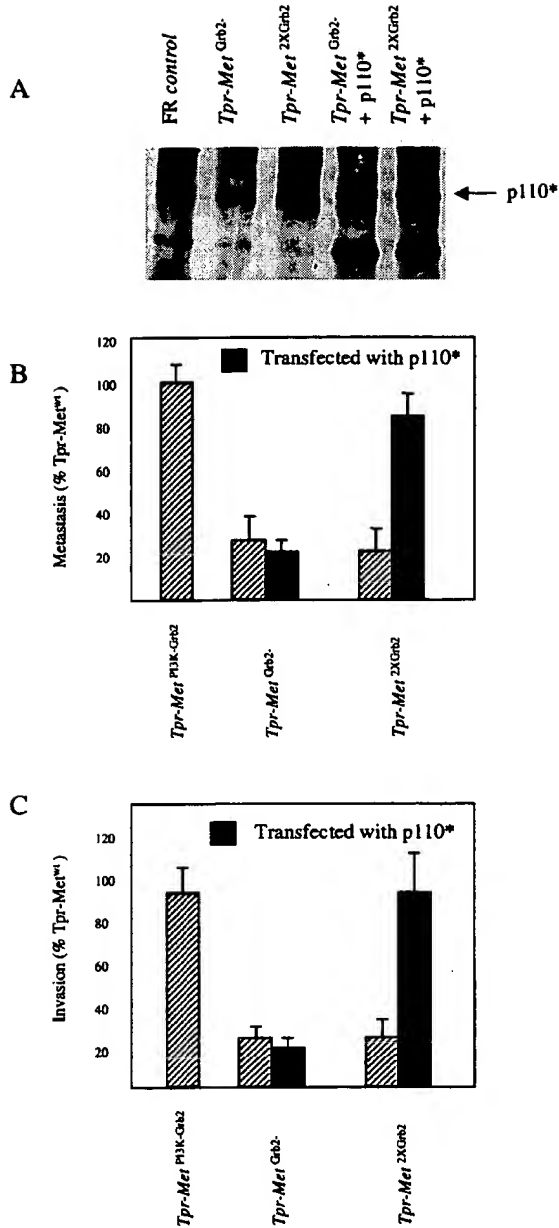 A
FR control
Tpr-Met Grb2-
Tpr-Met 2XGrb2
Tpr-Met Grb2-
+ p110*
Tpr-Met 2XGrb2
+ p110*
p110*
B
Metastasis (% Tpr-Met wt)
120
100
80
60
40
20
Transfected with p110*
Tpr-Met PI3K-Grb2
Tpr-Met Grb2-
Tpr-Met 2XGrb2
C
Invasion (% Tpr-Met wt)
120
100
80
60
40
20
Transfected with p110*
Tpr-Met PI3K-Grb2
Tpr-Met Grb2-
Tpr-Met 2XGrb2